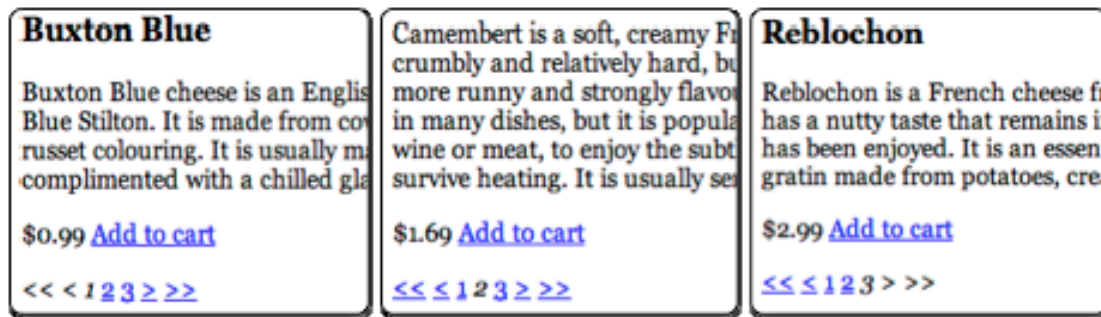 Buxton Blue
Buxton Blue cheese is an Englis
Blue Stilton. It is made from cov
russet colouring. It is usually ma
complimented with a chilled gla
$0.99 Add to cart
<< < 1 2 3 > >>
Camembert is a soft, creamy Fr
crumbly and relatively hard, bu
more runny and strongly flavou
in many dishes, but it is popula
wine or meat, to enjoy the subt
survive heating. It is usually ser
$1.69 Add to cart
<< < 1 2 3 > >>
Reblochon
Reblochon is a French cheese fr
has a nutty taste that remains i
has been enjoyed. It is an essen
gratin made from potatoes, crea
$2.99 Add to cart
<< < 1 2 3 > >>